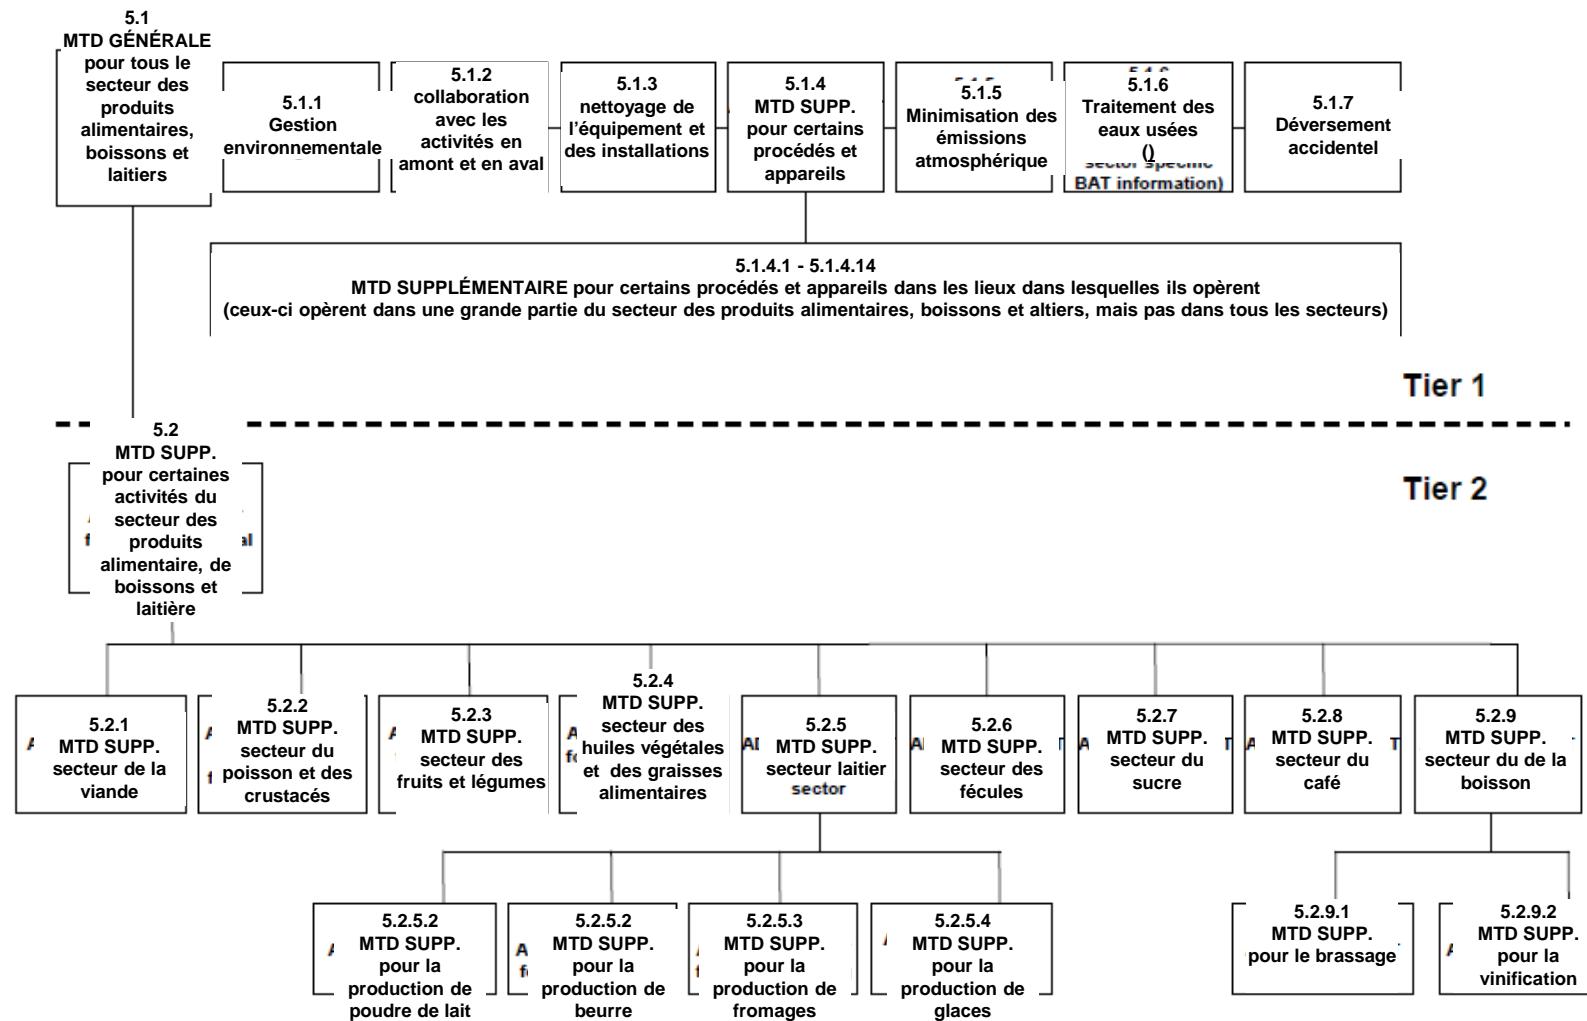 5.1
MTD GÉNÉRALE
pour tous le
secteur des
produits
alimentaires,
boissons et
laitiers
5.1.1
Gestion
environnementale
5.1.2
collaboration
avec les
activités en
amont et en aval
5.1.3
nettoyage de
l'équipement et
des installations
5.1.4
MTD SUPP.
pour certains
procédés et
appareils
5.1.5
Minimisation des
émissions
atmosphérique
5.1.6
Traitement des
eaux usées
()
sector specific
BAT information)
5.1.7
Déversement
accidentel
5.1.4.1 - 5.1.4.14
MTD SUPPLÉMENTAIRE pour certains procédés et appareils dans les lieux dans lesquelles ils opèrent
(ceux-ci opèrent dans une grande partie du secteur des produits alimentaires, boissons et altiers, mais pas dans tous les secteurs)
Tier 1
5.2
MTD SUPP.
pour certaines
activités du
secteur des
produits
alimentaire, de
boissons et
laitière
Tier 2
5.2.1
MTD SUPP.
secteur de la
viande
5.2.2
MTD SUPP.
secteur du
poisson et des
crustacés
5.2.3
MTD SUPP.
secteur des
fruits et légumes
5.2.4
MTD SUPP.
secteur des
huiles végétales
et des graisses
alimentaires
5.2.5
MTD SUPP.
secteur laitier
sector
5.2.6
MTD SUPP.
secteur des
fécules
5.2.7
MTD SUPP.
secteur du
sucre
5.2.8
MTD SUPP.
secteur du
café
5.2.9
MTD SUPP.
secteur du de la
boisson
5.2.5.2
MTD SUPP.
pour la
production de
poudre de lait
5.2.5.2
MTD SUPP.
pour la
production de
beurre
5.2.5.3
MTD SUPP.
pour la
production de
fromages
5.2.5.4
MTD SUPP.
pour la
production de
glaces
5.2.9.1
MTD SUPP.
pour le brassage
5.2.9.2
MTD SUPP.
pour la
vinification